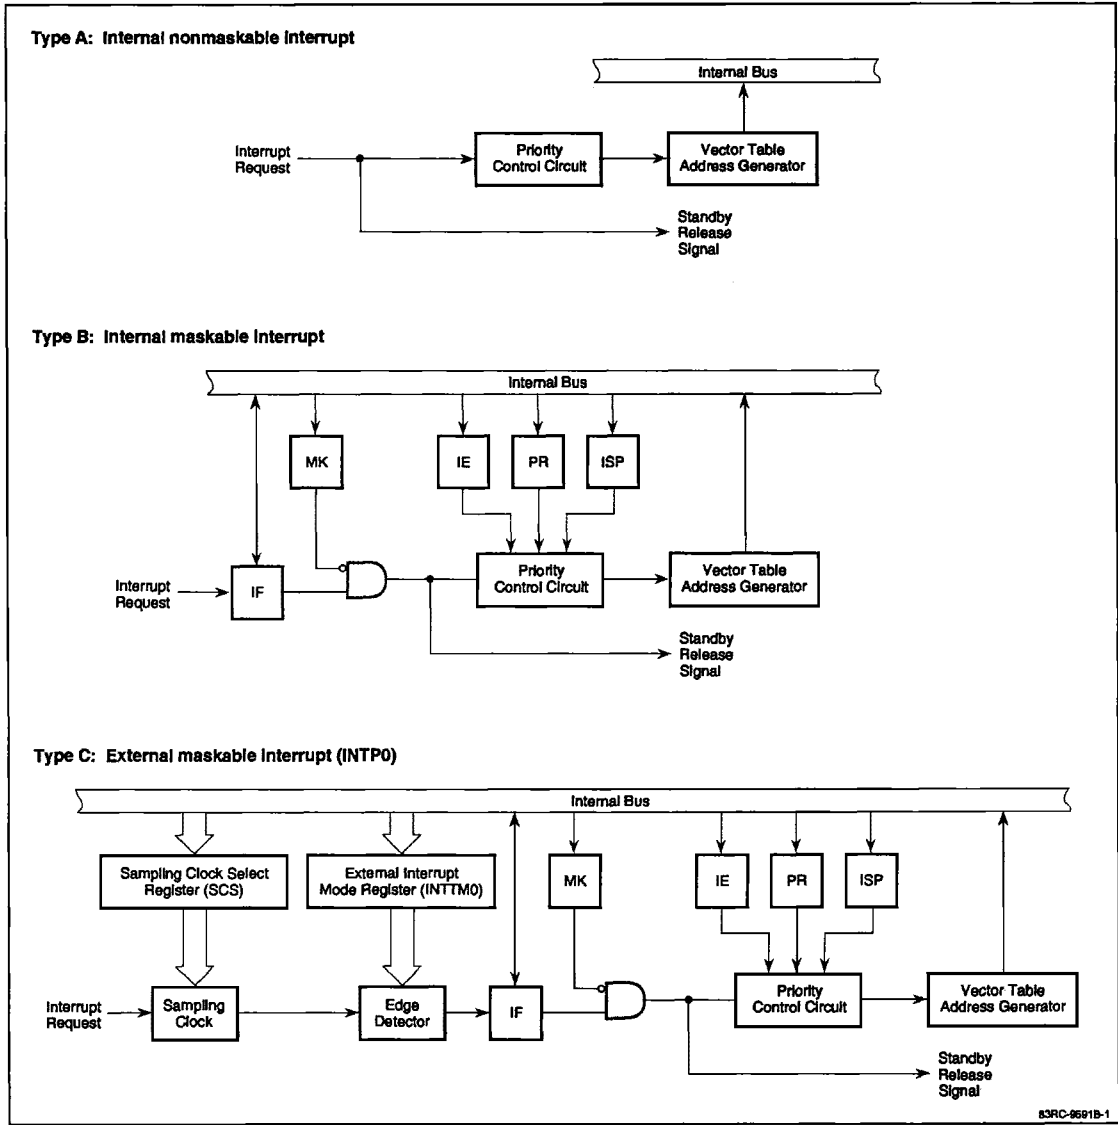 Type A: Internal nonmaskable Interrupt
Internal Bus
Interrupt
Request
Priority
Control Circuit
Vector Table
Address Generator
Standby
Release
Signal
Type B: Internal maskable Interrupt
Internal Bus
MK
IE
PR
ISP
Interrupt
Request
IF
Priority
Control Circuit
Vector Table
Address Generator
Standby
Release
Signal
Type C: External maskable Interrupt (INTP0)
Internal Bus
Sampling Clock Select
Register (SCS)
External Interrupt
Mode Register (INTTM0)
MK
IE
PR
ISP
Interrupt
Request
Sampling
Clock
Edge
Detector
IF
Priority
Control Circuit
Vector Table
Address Generator
Standby
Release
Signal
83RC-9691B-1